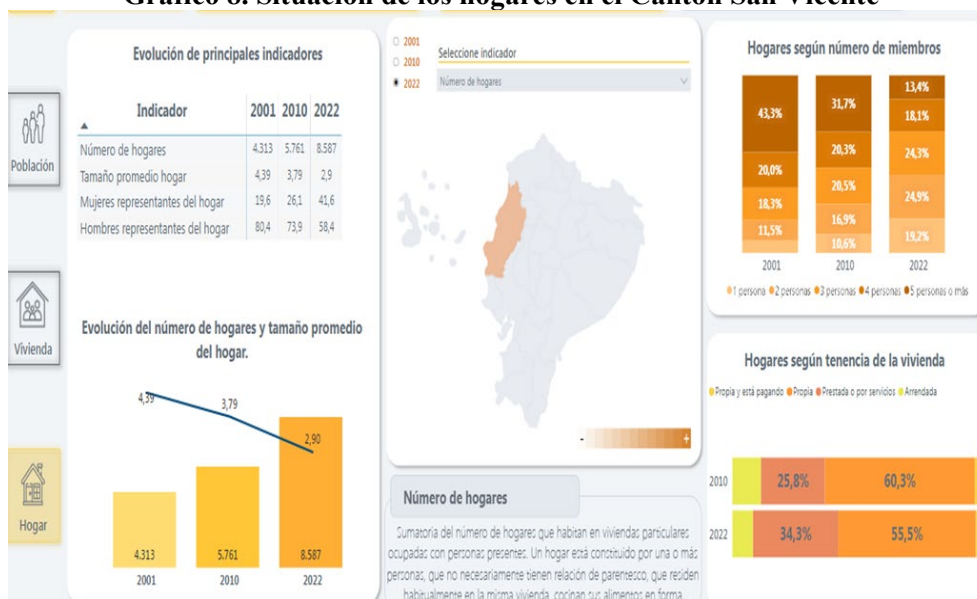 Gráfico 8. Situación de los hogares en el Cantón San Vicente
Población
Vivienda
Hogar
Evolución de principales indicadores
Indicador 2001 2010 2022
Número de hogares 4.313 5.761 8.587
Tamaño promedio hogar 4,39 3,79 2,9
Mujeres representantes del hogar 19,6 26,1 41,6
Hombres representantes del hogar 80,4 73,9 58,4
Evolución del número de hogares y tamaño promedio
del hogar.
4,39
3,79
2,90
4.313 5.761 8.587
2001 2010 2022
2001
2010
2022
Seleccione indicador
Número de hogares
- +
Número de hogares
Sumatoria del número de hogares que habitan en viviendas particulares
ocupadas con personas presentes. Un hogar está constituido por una o más
personas, que no necesariamente tienen relación de parentesco, que residen
habitualmente en la misma vivienda, cocinan sus alimentos en forma
Hogares según número de miembros
43,3% 31,7% 13,4%
18,1%
20,0% 20,3% 24,3%
18,3% 20,5% 24,9%
11,5% 16,9% 19,2%
10,6%
2001 2010 2022
1 persona 2 personas 3 personas 4 personas 5 personas o más
Hogares según tenencia de la vivienda
Propia y está pagando Propia Prestada o por servicios Arrendada
2010 25,8% 60,3%
2022 34,3% 55,5%